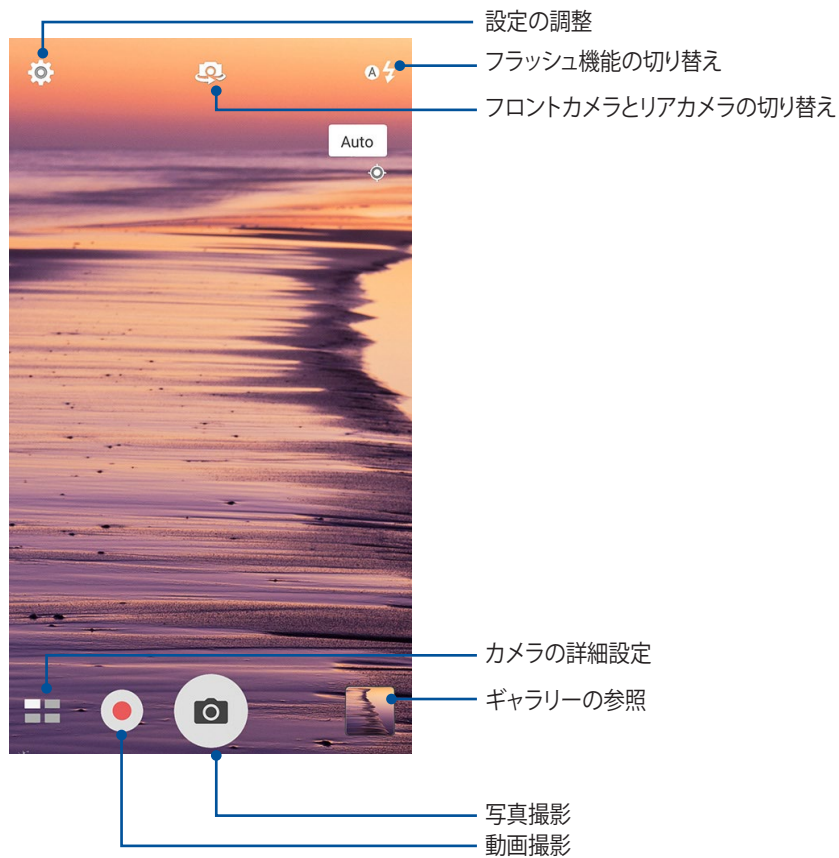 設定の調整
フラッシュ機能の切り替え
A
フロントカメラとリアカメラの切り替え
Auto
カメラの詳細設定
ギャラリーの参照
写真撮影
動画撮影